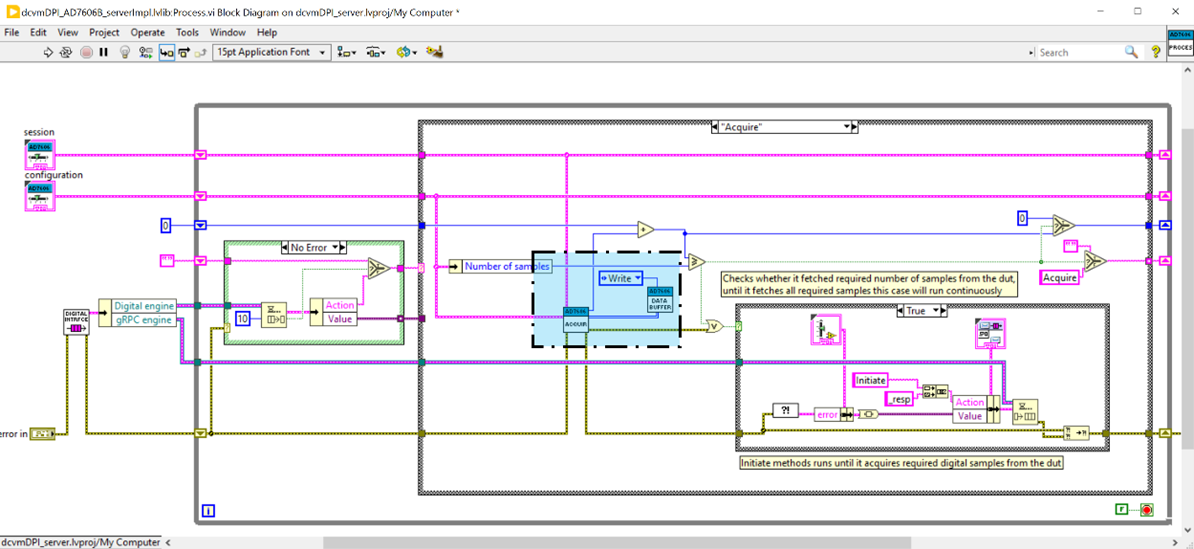 dcvmDPI_AD7606B_serverImpl.lvlib:Process.vi Block Diagram on dcvmDPI_server.lvproj/My Computer *
File Edit View Project Operate Tools Window Help
15pt Application Font
Search
?
AD7606
PROCES
session
AD7606
configuration
AD7606
"Acquire"
0
0
No Error
Number of samples
Write
AD7606
DATA
BUFFER
AD7606
ACQUIR
Acquire
Checks whether it fetched required number of samples from the dut,
until it fetches all required samples this case will run continuously
DIGITAL
INTRFCE
Digital engine
gRPC engine
10
Action
Value
True
Initiate
_resp
Action
Value
?!
error
error in
Initiate methods runs until it acquires required digital samples from the dut
i
F
dcvmDPI_server.lvproj/My Computer